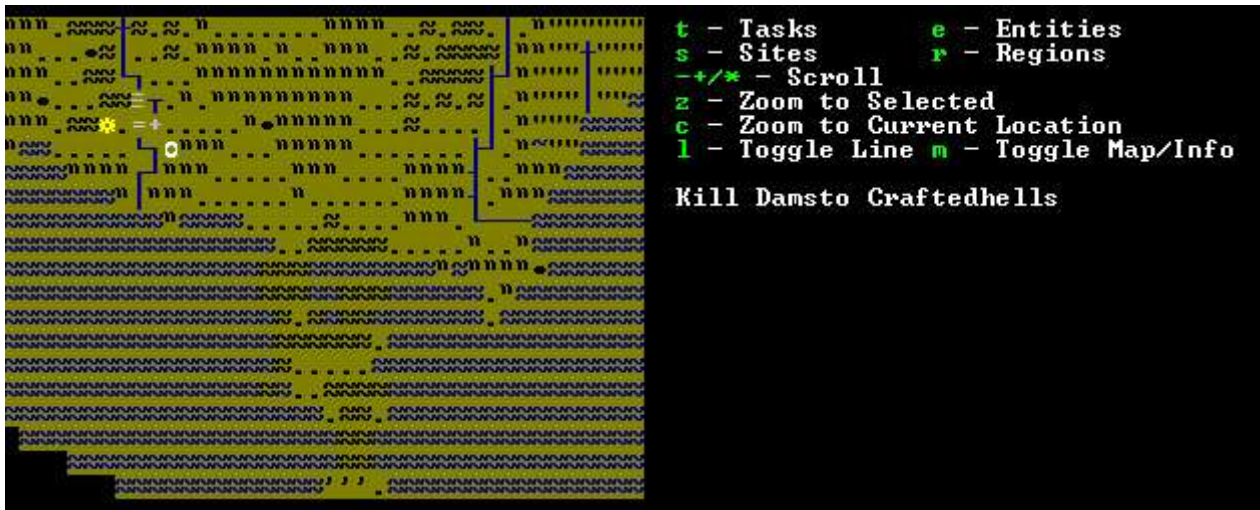 t - Tasks e - Entities
s - Sites r - Regions
-+/* - Scroll
z - Zoom to Selected
c - Zoom to Current Location
l - Toggle Line m - Toggle Map/Info
Kill Damsto Craftedhells